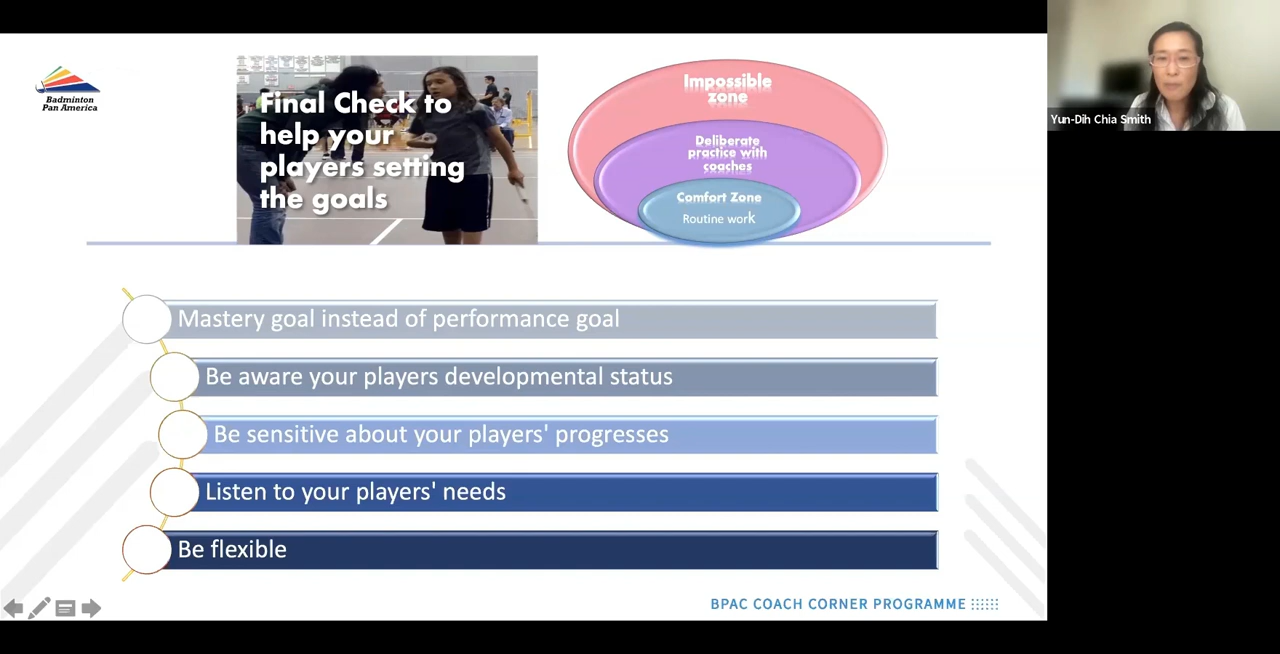 Badminton
Pan America
Final Check to
help your
players setting
the goals
Impossible
zone
Deliberate
practice with
coaches
Comfort Zone
Routine work
Yun-Dih Chia Smith
Mastery goal instead of performance goal
Be aware your players developmental status
Be sensitive about your players' progresses
Listen to your players' needs
Be flexible
BPAC COACH CORNER PROGRAMME